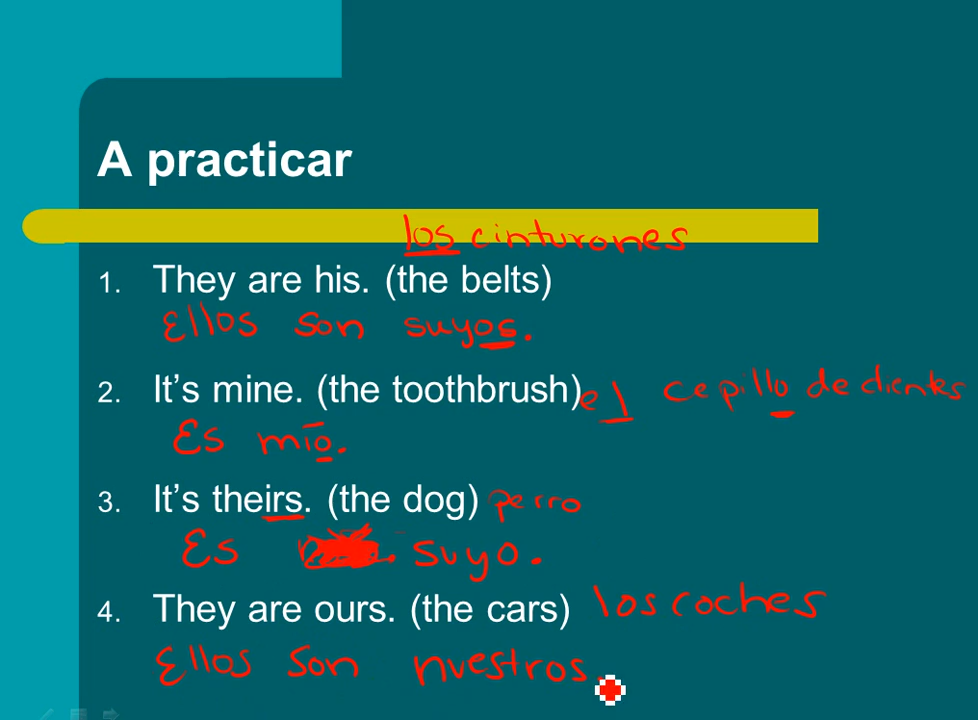 A practicar
los cinturones
1. They are his. (the belts)
Ellos son suyos.
2. It's mine. (the toothbrush) el cepillo de dientes
Es mío.
3. It's theirs. (the dog) perro
Es suyo.
4. They are ours. (the cars) los coches
Ellos son nuestros.